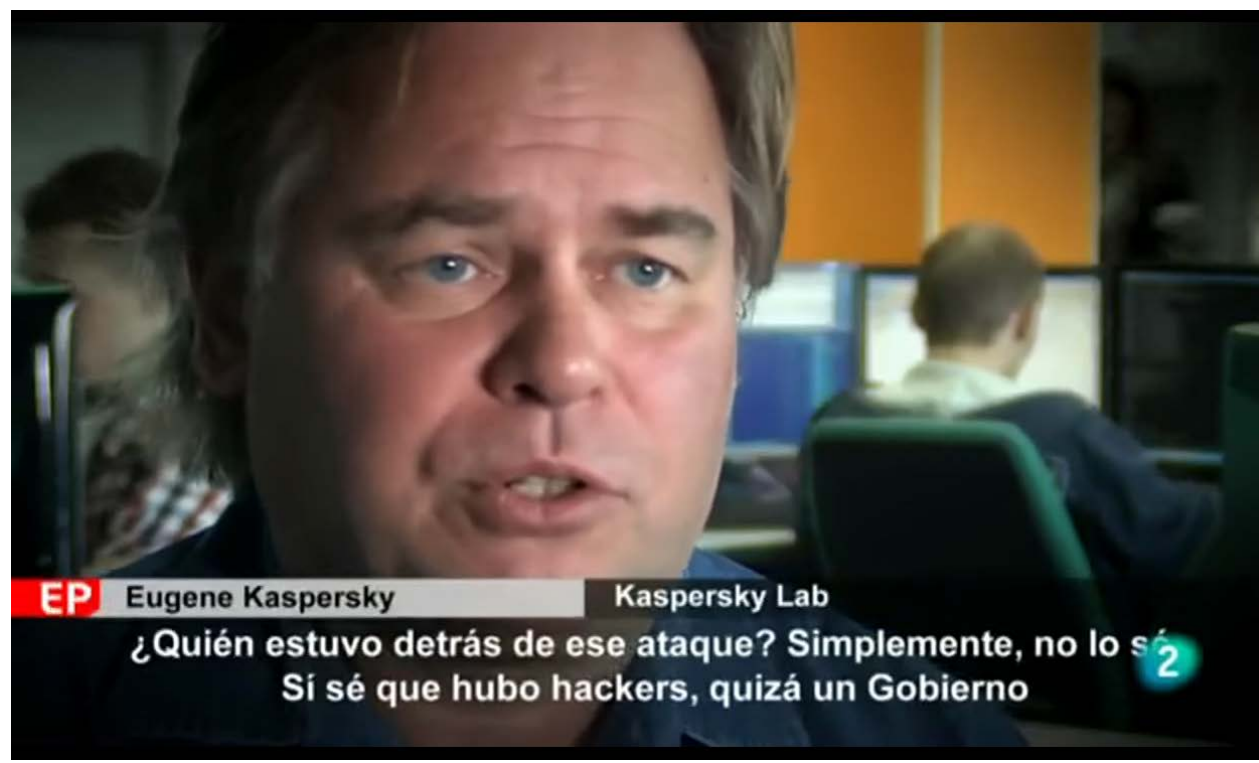 EP Eugene Kaspersky Kaspersky Lab
¿Quién estuvo detrás de ese ataque? Simplemente, no lo sé
2
Sí sé que hubo hackers, quizá un Gobierno